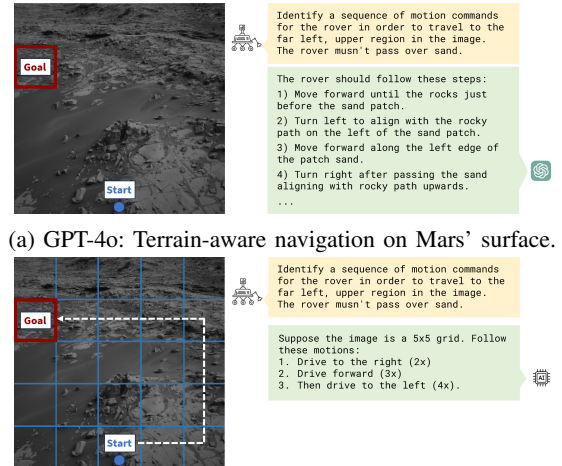 Goal
Start
Identify a sequence of motion commands
for the rover in order to travel to the
far left, upper region in the image.
The rover musn't pass over sand.
The rover should follow these steps:
1) Move forward until the rocks just
before the sand patch.
2) Turn left to align with the rocky
path on the left of the sand patch.
3) Move forward along the left edge of
the patch sand.
4) Turn right after passing the sand
aligning with rocky path upwards.
...
(a) GPT-4o: Terrain-aware navigation on Mars' surface.
Goal
Start
Identify a sequence of motion commands
for the rover in order to travel to the
far left, upper region in the image.
The rover musn't pass over sand.
Suppose the image is a 5x5 grid. Follow
these motions:
1. Drive to the right (2x)
2. Drive forward (3x)
3. Then drive to the left (4x).
AI